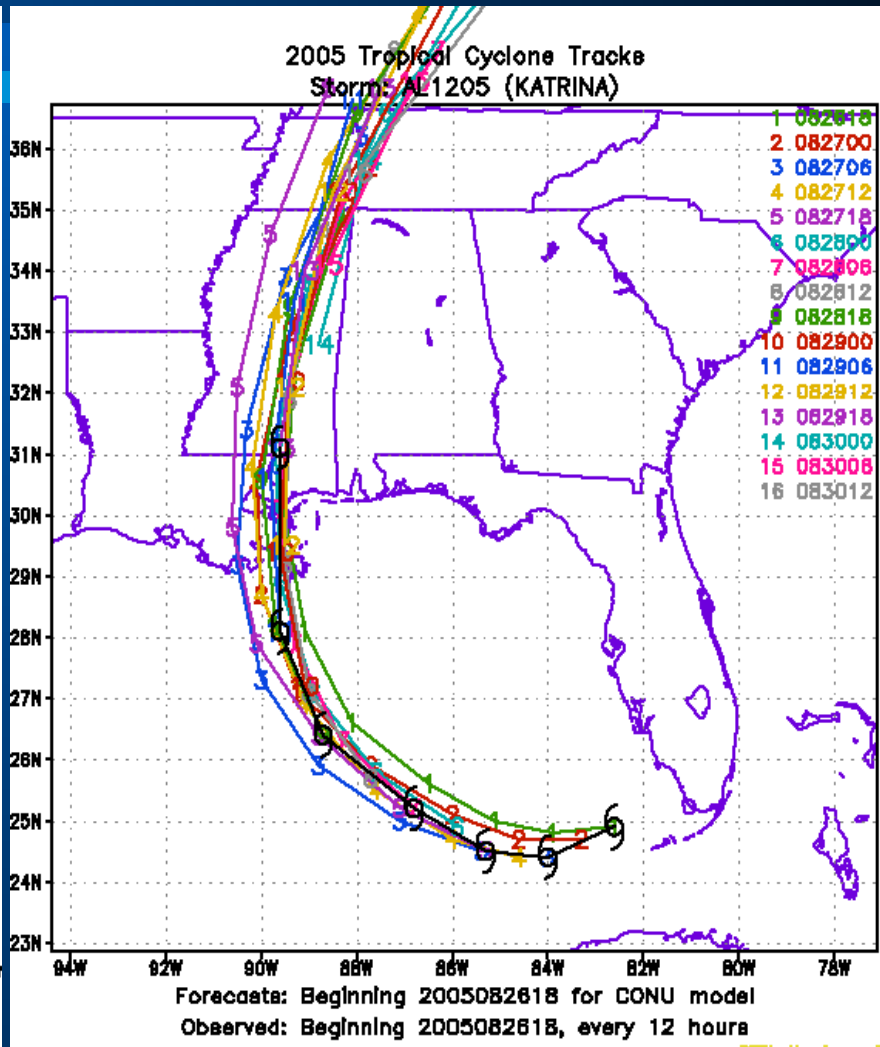 2005 Tropical Cyclone Tracks
Storm: AL1205 (KATRINA)
1 082618
2 082700
3 082706
4 082712
5 082718
6 082800
7 082806
8 082812
9 082818
10 082900
11 082906
12 082912
13 082918
14 083000
15 083006
16 083012
36N
35N
34N
33N
32N
31N
30N
29N
28N
27N
26N
25N
24N
23N
94W 92W 90W 88W 86W 84W 82W 80W 78W
Forecasts: Beginning 2005082618 for CONU model
Observed: Beginning 2005082618, every 12 hours